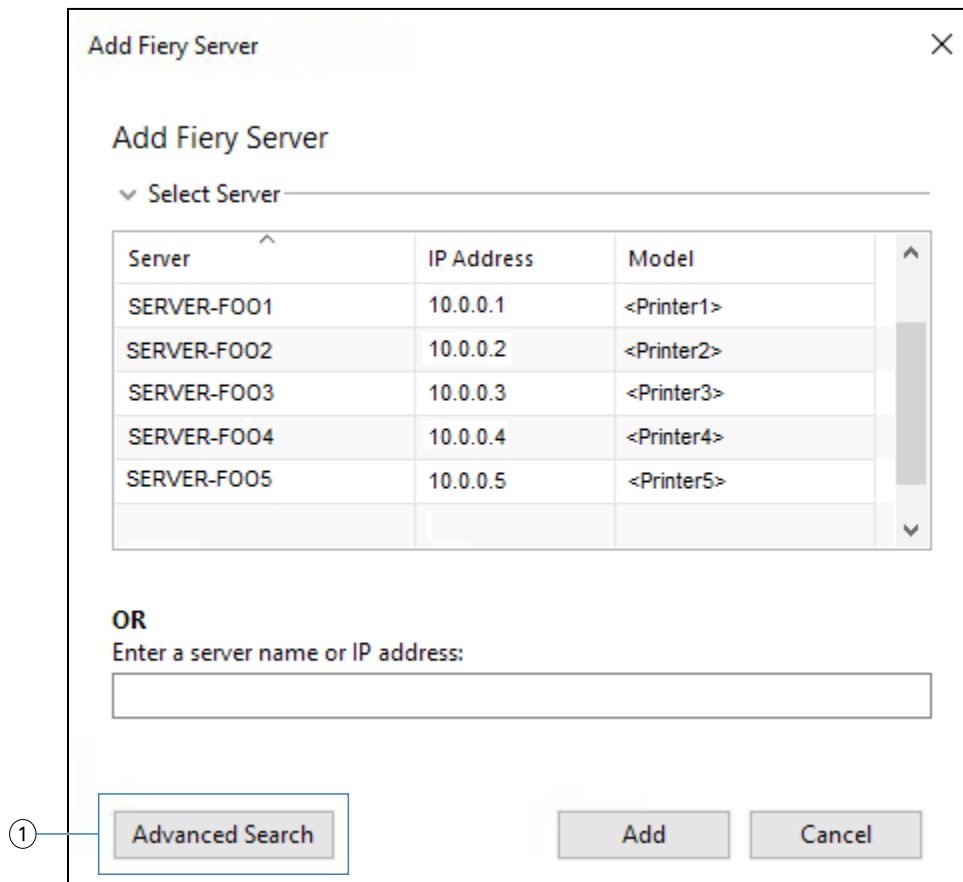 Add Fiery Server
Add Fiery Server
Select Server
Server IP Address Model
SERVER-FOO1 10.0.0.1 <Printer1>
SERVER-FOO2 10.0.0.2 <Printer2>
SERVER-FOO3 10.0.0.3 <Printer3>
SERVER-FOO4 10.0.0.4 <Printer4>
SERVER-FOO5 10.0.0.5 <Printer5>
OR
Enter a server name or IP address:
1 Advanced Search Add Cancel